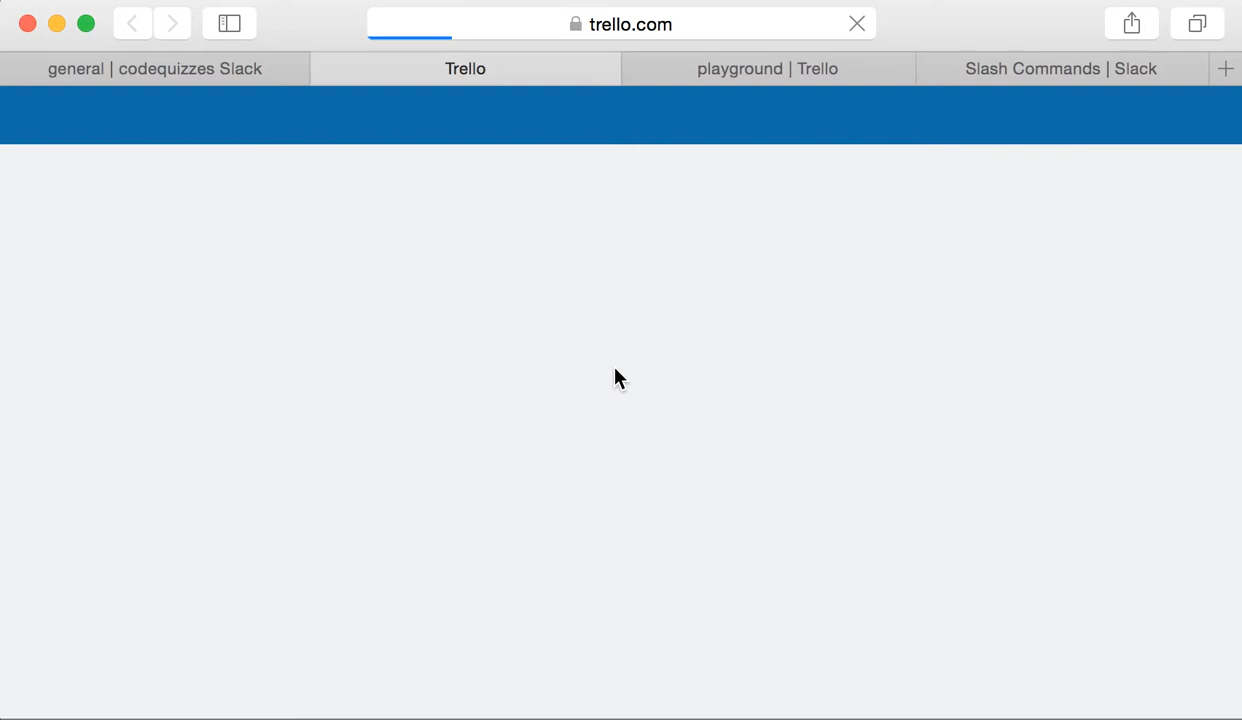 trello.com
general | codequizzes Slack
Trello
playground | Trello
Slash Commands | Slack